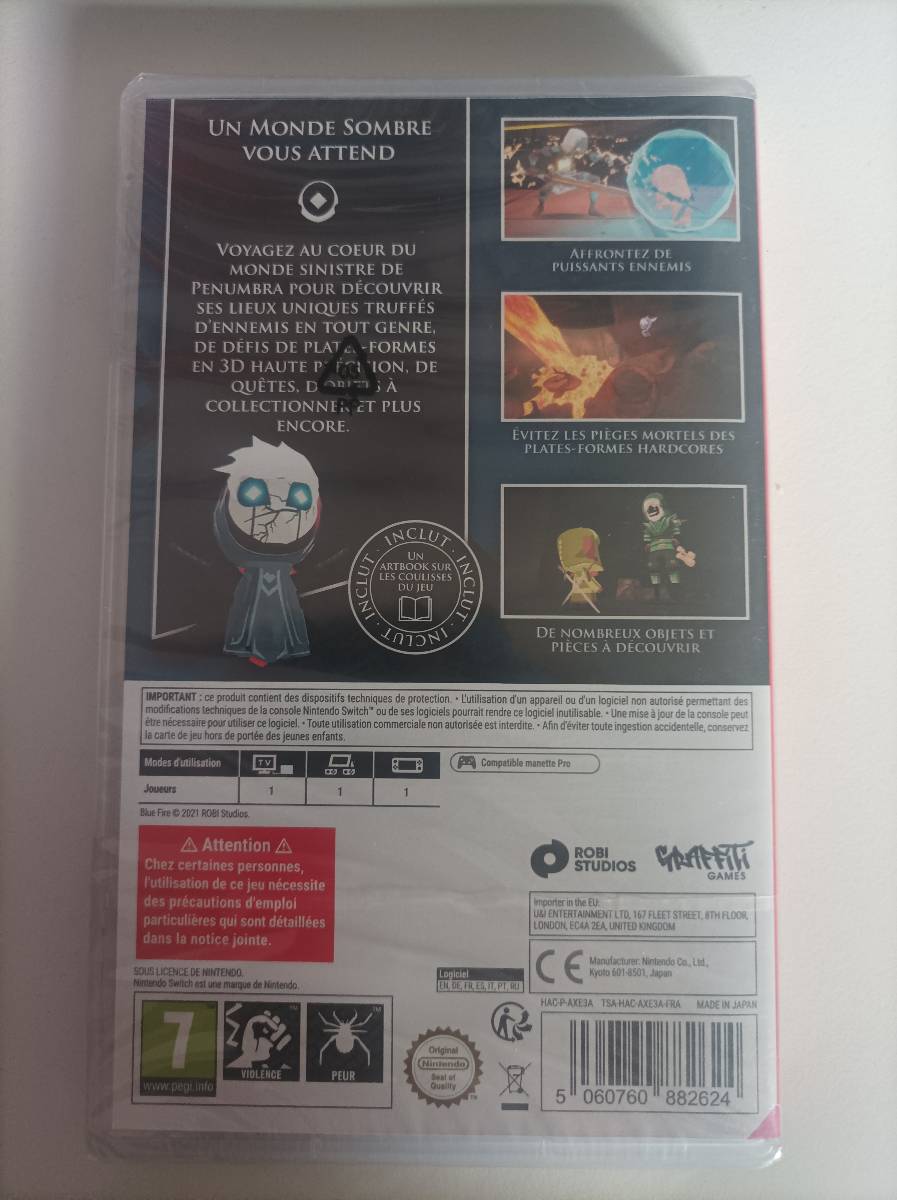 UN MONDE SOMBRE
VOUS ATTEND
VOYAGEZ AU COEUR DU
MONDE SINISTRE DE
PENUMBRA POUR DÉCOUVRIR
SES LIEUX UNIQUES TRUFFÉS
D'ENNEMIS EN TOUT GENRE,
DE DÉFIS DE PLATES-FORMES
EN 3D HAUTE PRÉCISION, DE
QUÊTES, D'OBJETS À
COLLECTIONNER ET PLUS
ENCORE.
INCLUT · INCLUT · INCLUT · INCLUT
UN
ARTBOOK SUR
LES COULISSES
DU JEU
AFFRONTEZ DE
PUISSANTS ENNEMIS
ÉVITEZ LES PIÈGES MORTELS DES
PLATES-FORMES HARDCORES
DE NOMBREUX OBJETS ET
PIÈCES À DÉCOUVRIR
IMPORTANT : ce produit contient des dispositifs techniques de protection. • L'utilisation d'un appareil ou d'un logiciel non autorisé permettant des
modifications techniques de la console Nintendo Switch™ ou de ses logiciels pourrait rendre ce logiciel inutilisable. • Une mise à jour de la console peut
être nécessaire pour utiliser ce logiciel. • Toute utilisation commerciale non autorisée est interdite. • Afin d'éviter toute ingestion accidentelle, conservez
la carte de jeu hors de portée des jeunes enfants.
Modes d'utilisation TV
Joueurs 1 1 1
Compatible manette Pro
Blue Fire © 2021 ROBI Studios.
Attention
Chez certaines personnes,
l'utilisation de ce jeu nécessite
des précautions d'emploi
particulières qui sont détaillées
dans la notice jointe.
ROBI
STUDIOS
GRAFFITI
GAMES
Importer in the EU:
U&I ENTERTAINMENT LTD, 167 FLEET STREET, 8TH FLOOR,
LONDON, EC4A 2EA, UNITED KINGDOM
CE
Manufacturer: Nintendo Co., Ltd.,
Kyoto 601-8501, Japan
SOUS LICENCE DE NINTENDO.
Nintendo Switch est une marque de Nintendo.
Logiciel
EN, DE, FR, ES, IT, PT, RU
HAC-P-AXE3A TSA-HAC-AXE3A-FRA MADE IN JAPAN
7
www.pegi.info
VIOLENCE
PEUR
Original
Nintendo
Seal of
Quality
5 060760 882624